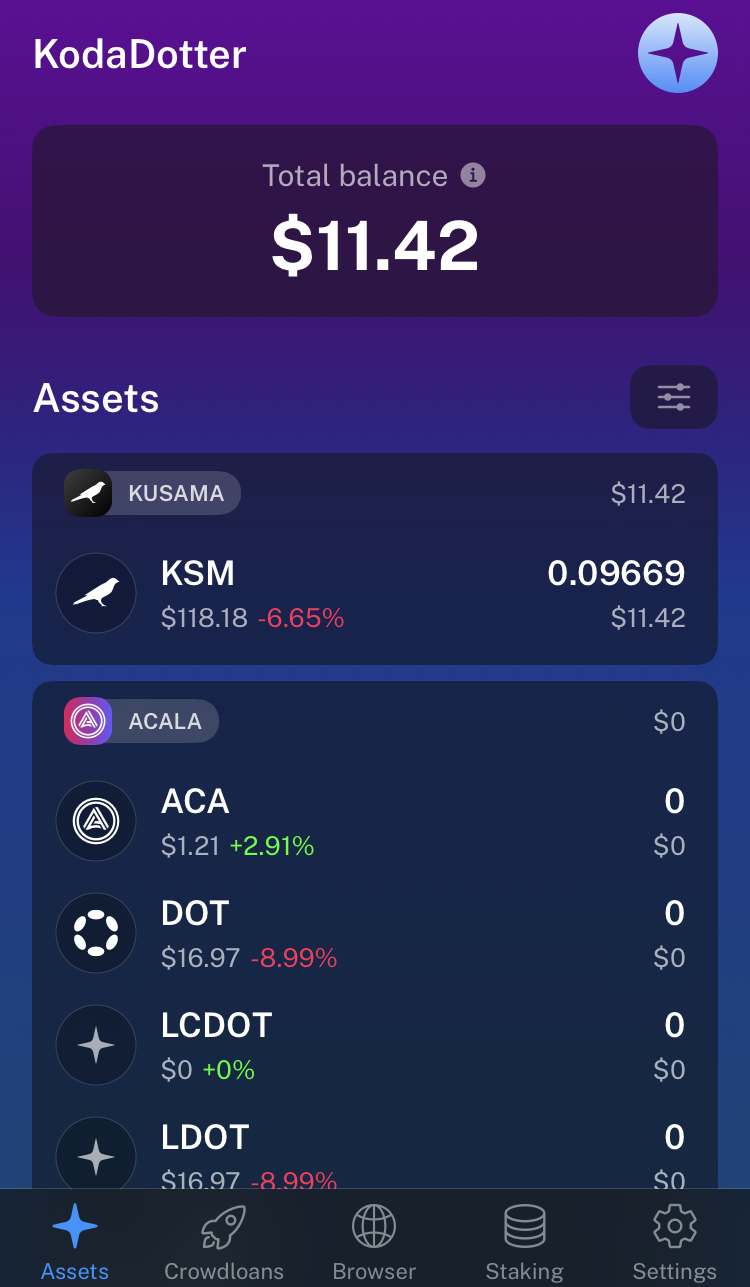 KodaDotter
Total balance
$11.42
Assets
KUSAMA $11.42
KSM 0.09669
$118.18 -6.65% $11.42
ACALA $0
ACA 0
$1.21 +2.91% $0
DOT 0
$16.97 -8.99% $0
LCDOT 0
$0 +0% $0
LDOT 0
$16.97 -8.99% $0
Assets Crowdloans Browser Staking Settings